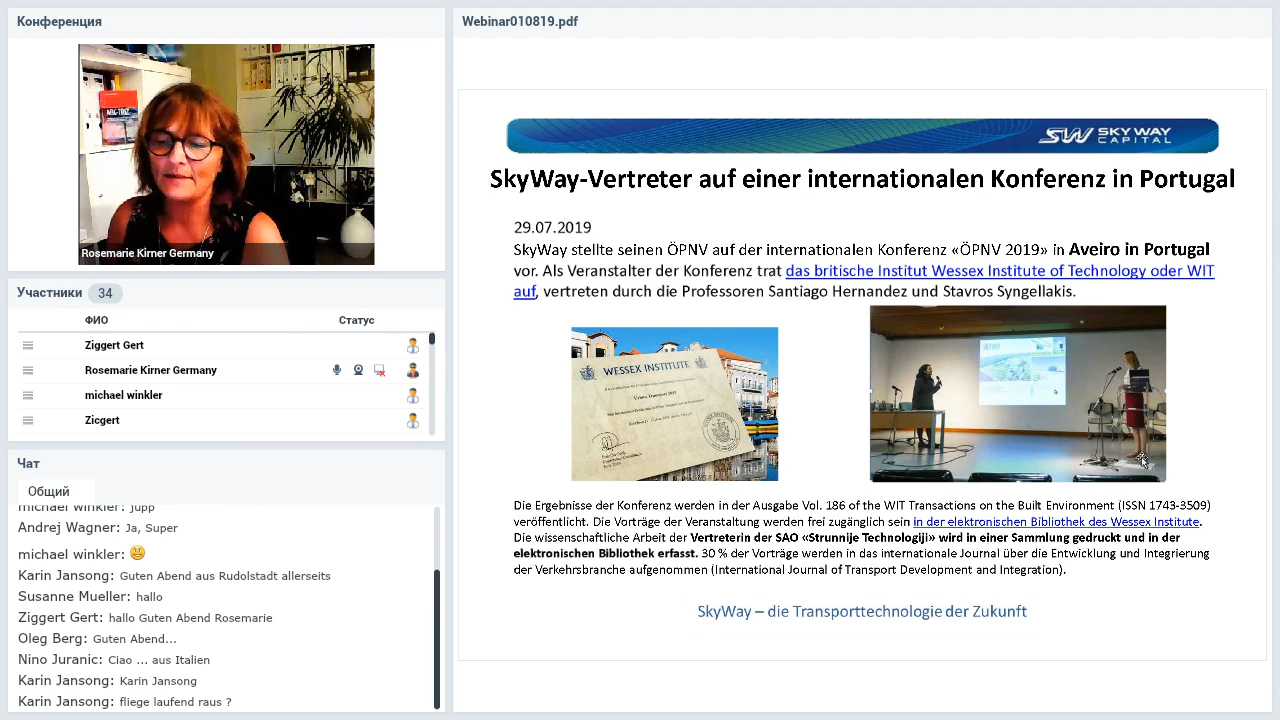 Конференция
Rosemarie Kirner Germany
Участники 34
ФИО Статус
Ziggert Gert
Rosemarie Kirner Germany
michael winkler
Zicgert
Чат
Общий
michael winkler: jupp
Andrej Wagner: Ja, Super
michael winkler:
Karin Jansong: Guten Abend aus Rudolstadt allerseits
Susanne Mueller: hallo
Ziggert Gert: hallo Guten Abend Rosemarie
Oleg Berg: Guten Abend...
Nino Juranic: Ciao ... aus Italien
Karin Jansong: Karin Jansong
Karin Jansong: fliege laufend raus ?
Webinar010819.pdf
SW SKY WAY
CAPITAL
SkyWay-Vertreter auf einer internationalen Konferenz in Portugal
29.07.2019
SkyWay stellte seinen ÖPNV auf der internationalen Konferenz «ÖPNV 2019» in Aveiro in Portugal
vor. Als Veranstalter der Konferenz trat das britische Institut Wessex Institute of Technology oder WIT
auf, vertreten durch die Professoren Santiago Hernandez und Stavros Syngellakis.
WESSEX INSTITUTE
Die Ergebnisse der Konferenz werden in der Ausgabe Vol. 186 of the WIT Transactions on the Built Environment (ISSN 1743-3509)
veröffentlicht. Die Vorträge der Veranstaltung werden frei zugänglich sein in der elektronischen Bibliothek des Wessex Institute.
Die wissenschaftliche Arbeit der Vertreterin der SAO «Strunnije Technologiji» wird in einer Sammlung gedruckt und in der
elektronischen Bibliothek erfasst. 30 % der Vorträge werden in das internationale Journal über die Entwicklung und Integrierung
der Verkehrsbranche aufgenommen (International Journal of Transport Development and Integration).
SkyWay – die Transporttechnologie der Zukunft